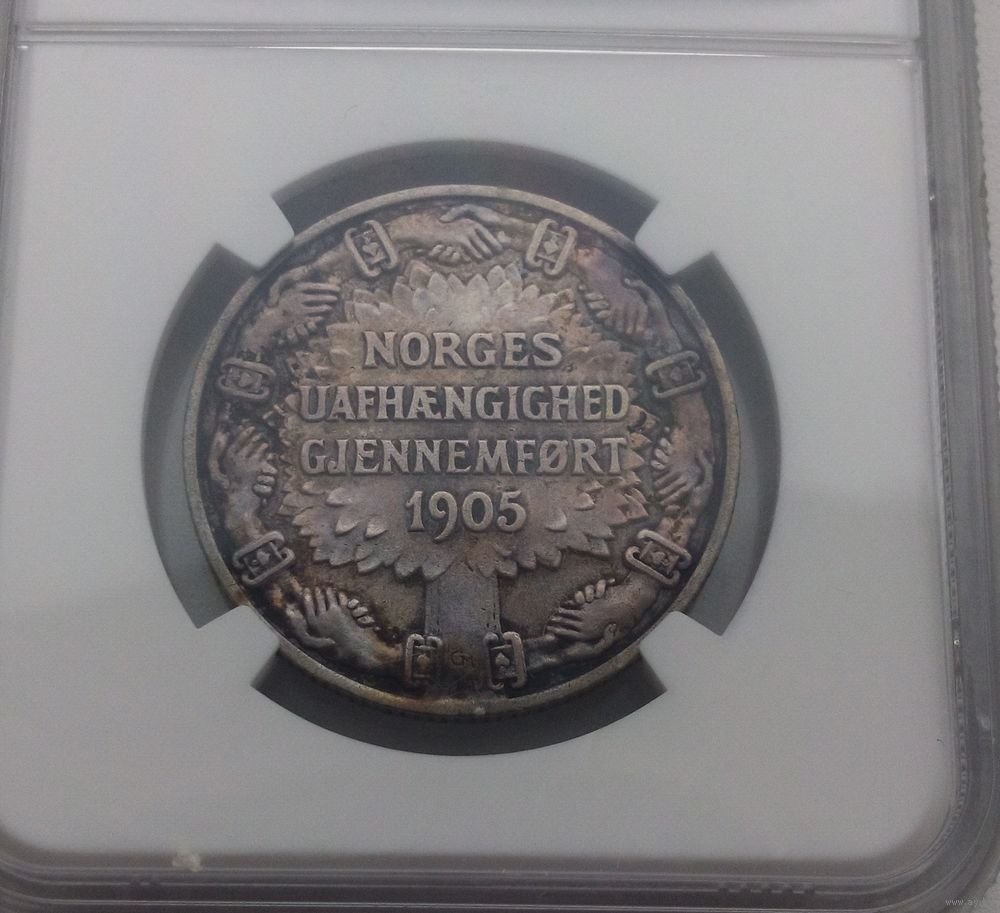 NORGES
UAFHÆNGIGHED
GJENNEMFØRT
1905